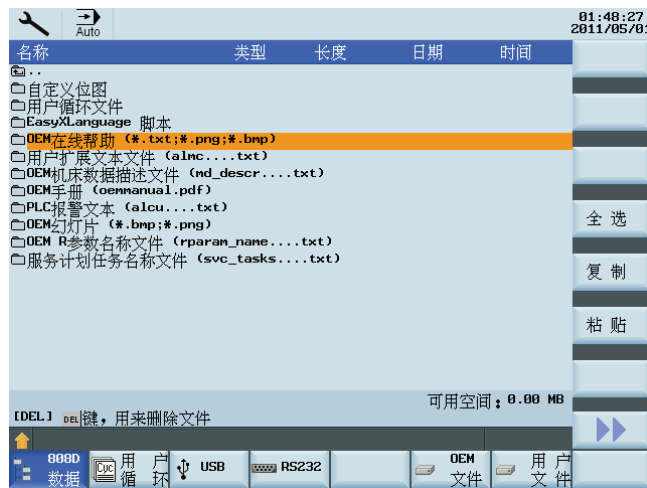 01:48:27
Auto
2011/05/0
名称 类型 长度 日期 时间
..
自定义位图
用户循环文件
EasyXLanguage 脚本
OEM在线帮助 (*.txt;*.png;*.bmp)
用户扩展文本文件 (almc....txt)
OEM机床数据描述文件 (md_descr....txt)
OEM手册 (oemmanual.pdf)
PLC报警文本 (alcu....txt)
OEM幻灯片 (*.bmp;*.png)
OEM R参数名称文件 (rparam_name....txt)
服务计划任务名称文件 (svc_tasks....txt)
全选
复制
粘贴
可用空间: 0.00 MB
[DEL] DEL键, 用来删除文件
808D 数据
Cyc 用户循环
USB
RS232
OEM 文件
用户文件